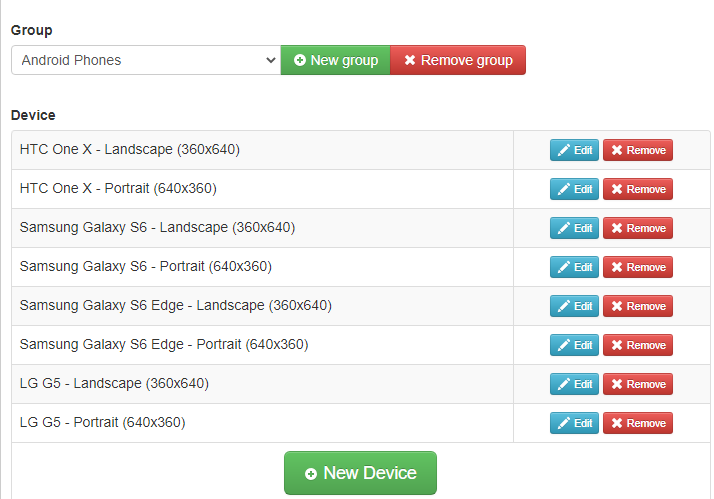 Group
Android Phones New group Remove group
Device
HTC One X - Landscape (360x640) Edit Remove
HTC One X - Portrait (640x360) Edit Remove
Samsung Galaxy S6 - Landscape (360x640) Edit Remove
Samsung Galaxy S6 - Portrait (640x360) Edit Remove
Samsung Galaxy S6 Edge - Landscape (360x640) Edit Remove
Samsung Galaxy S6 Edge - Portrait (640x360) Edit Remove
LG G5 - Landscape (360x640) Edit Remove
LG G5 - Portrait (640x360) Edit Remove
New Device